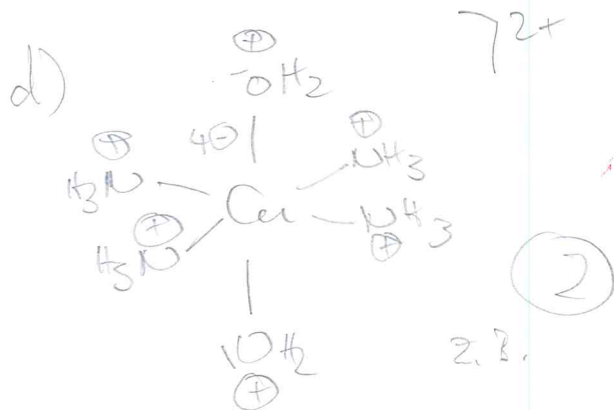 ⊕ ⌉2+
d) OH2
⊕ 4⊖ ⊕
H3N NH3
⊕ Cu
H3N NH3
⊕
2
|OH2 z.B.
⊕